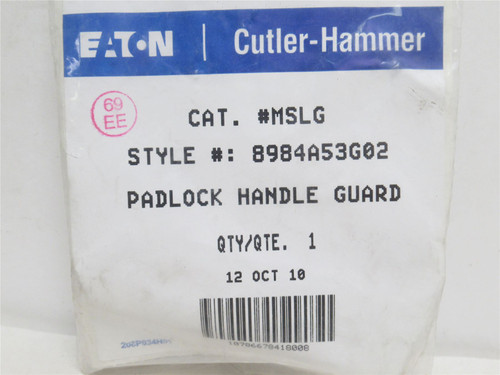 EATON | Cutler-Hammer
69
EE
CAT. #MSLG
STYLE #: 8984A53G02
PADLOCK HANDLE GUARD
QTY/QTE. 1
12 OCT 10